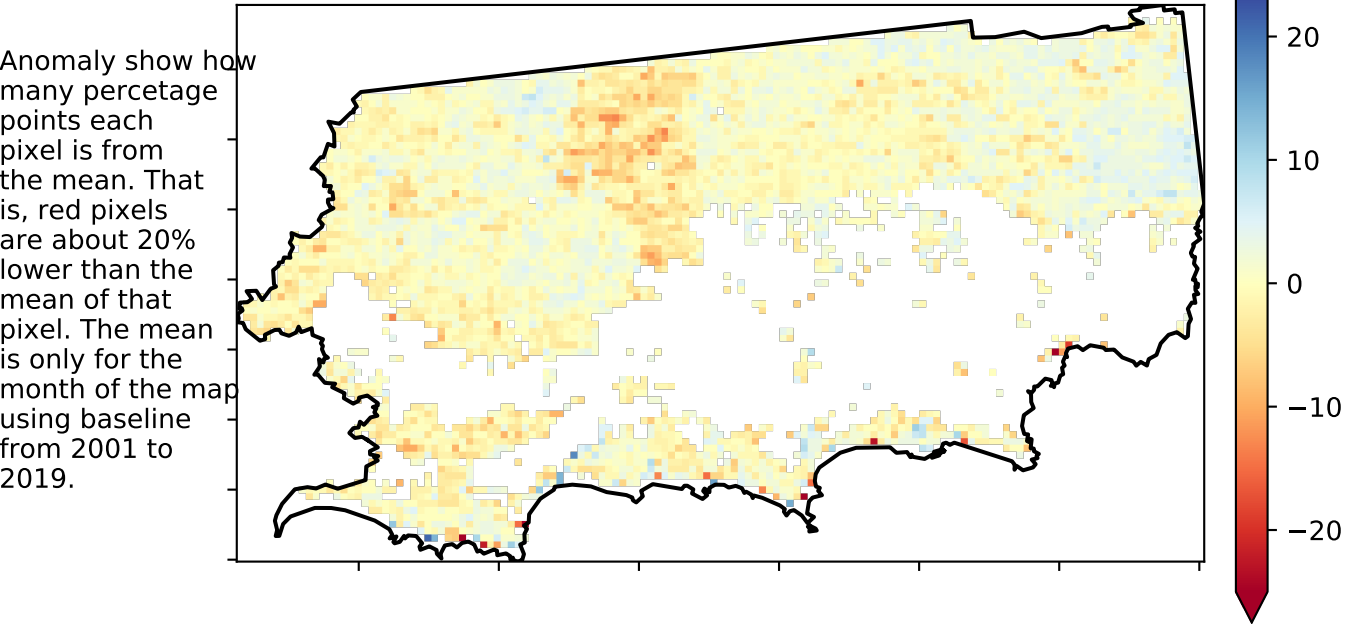 Anomaly show how
many percetage
points each
pixel is from
the mean. That
is, red pixels
are about 20%
lower than the
mean of that
pixel. The mean
is only for the
month of the map
using baseline
from 2001 to
2019.
20
10
0
−10
−20